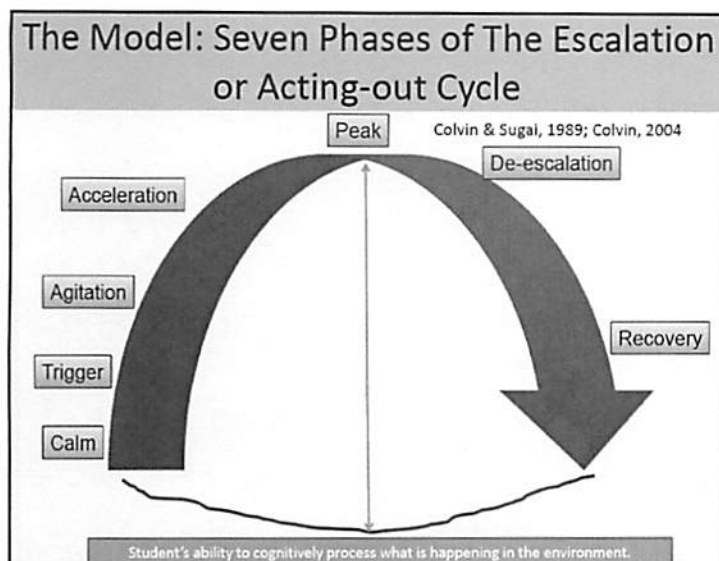 The Model: Seven Phases of The Escalation
or Acting-out Cycle
Peak
Colvin & Sugai, 1989; Colvin, 2004
De-escalation
Acceleration
Agitation
Recovery
Trigger
Calm
Student's ability to cognitively process what is happening in the environment.